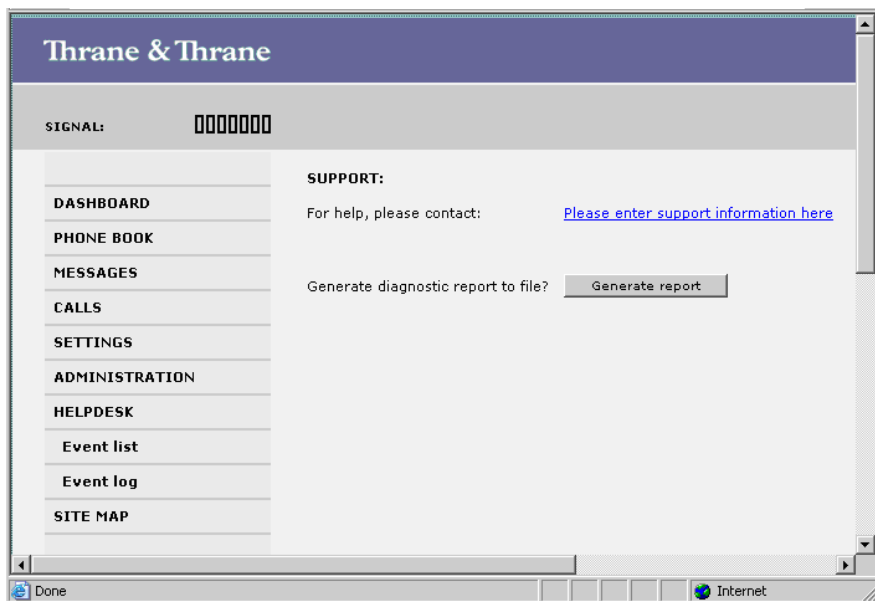 Thrane & Thrane
SIGNAL:
SUPPORT:
DASHBOARD
For help, please contact: Please enter support information here
PHONE BOOK
MESSAGES
Generate diagnostic report to file? Generate report
CALLS
SETTINGS
ADMINISTRATION
HELPDESK
Event list
Event log
SITE MAP
Done
Internet